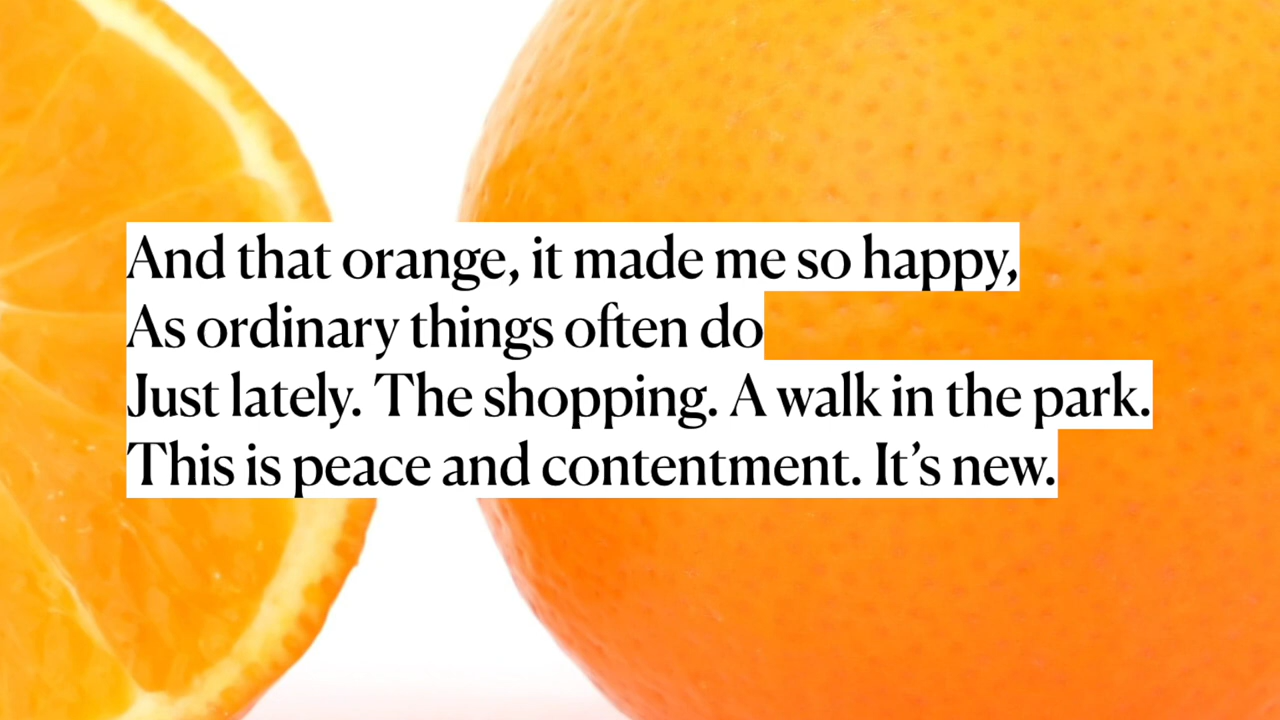 And that orange, it made me so happy,
As ordinary things often do
Just lately. The shopping. A walk in the park.
This is peace and contentment. It’s new.